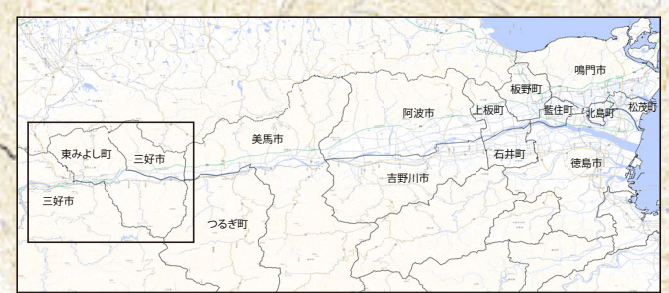 鳴門市
板野町
松茂町
上板町
藍住町
北島町
阿波市
美馬市
東みよし町
三好市
石井町
徳島市
吉野川市
三好市
つるぎ町